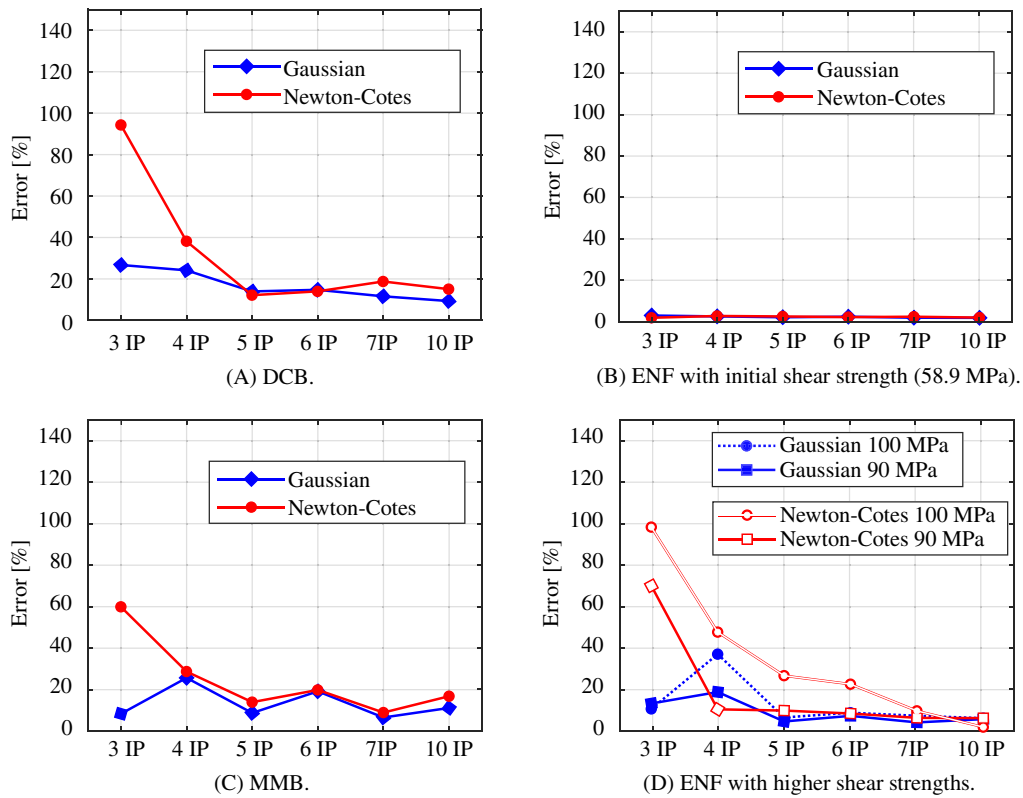 140
120
100
80
60
40
20
0
Error [%]
Gaussian
Newton-Cotes
3 IP 4 IP 5 IP 6 IP 7IP 10 IP
(A) DCB.
140
120
100
80
60
40
20
0
Error [%]
Gaussian
Newton-Cotes
3 IP 4 IP 5 IP 6 IP 7IP 10 IP
(B) ENF with initial shear strength (58.9 MPa).
140
120
100
80
60
40
20
0
Error [%]
Gaussian
Newton-Cotes
3 IP 4 IP 5 IP 6 IP 7IP 10 IP
(C) MMB.
140
120
100
80
60
40
20
0
Error [%]
Gaussian 100 MPa
Gaussian 90 MPa
Newton-Cotes 100 MPa
Newton-Cotes 90 MPa
3 IP 4 IP 5 IP 6 IP 7IP 10 IP
(D) ENF with higher shear strengths.